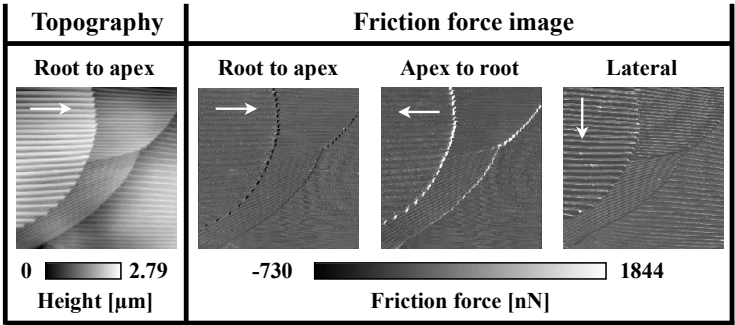 Topography
Friction force image
Root to apex
Root to apex
Apex to root
Lateral
0
2.79
-730
1844
Height [μm]
Friction force [nN]